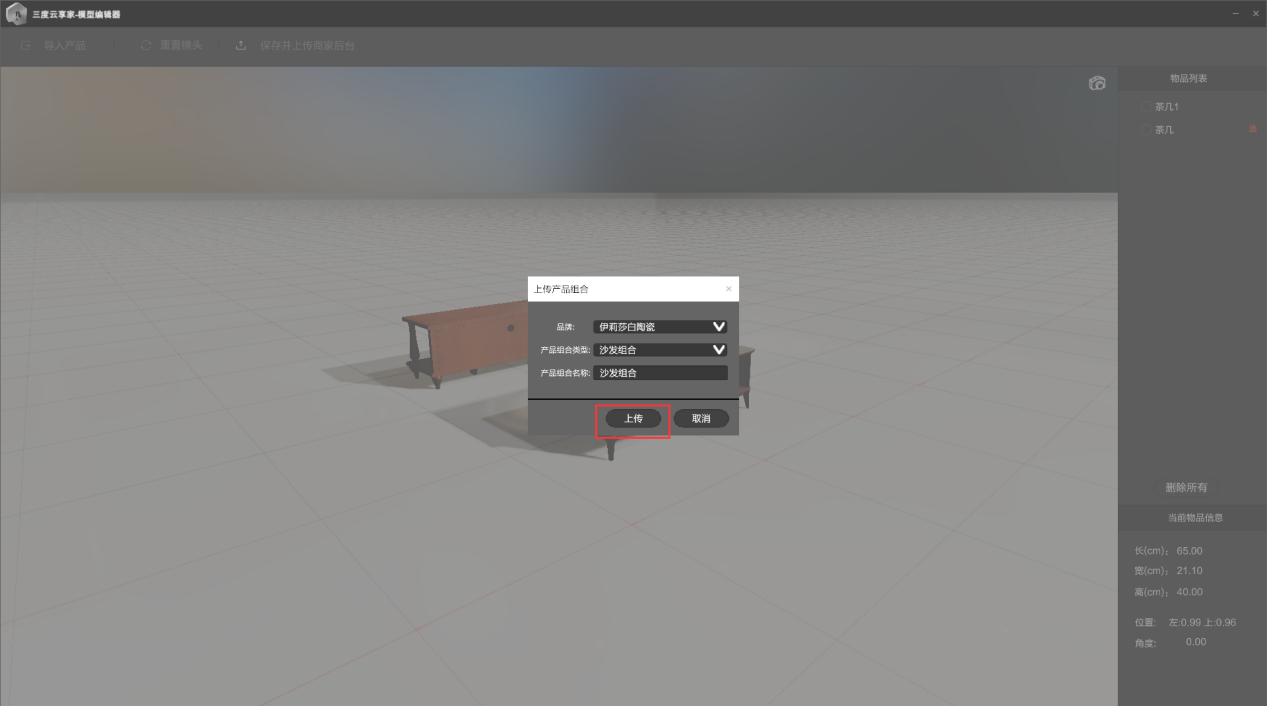 三度云享家-模型编辑器
导入产品 重置镜头 保存并上传商家后台
物品列表
茶几1
茶几
上传产品组合
品牌: 伊莉莎白陶瓷
产品组合类型: 沙发组合
产品组合名称: 沙发组合
上传 取消
删除所有
当前物品信息
长(cm): 65.00
宽(cm): 21.10
高(cm): 40.00
位置: 左:0.99 上:0.96
角度: 0.00